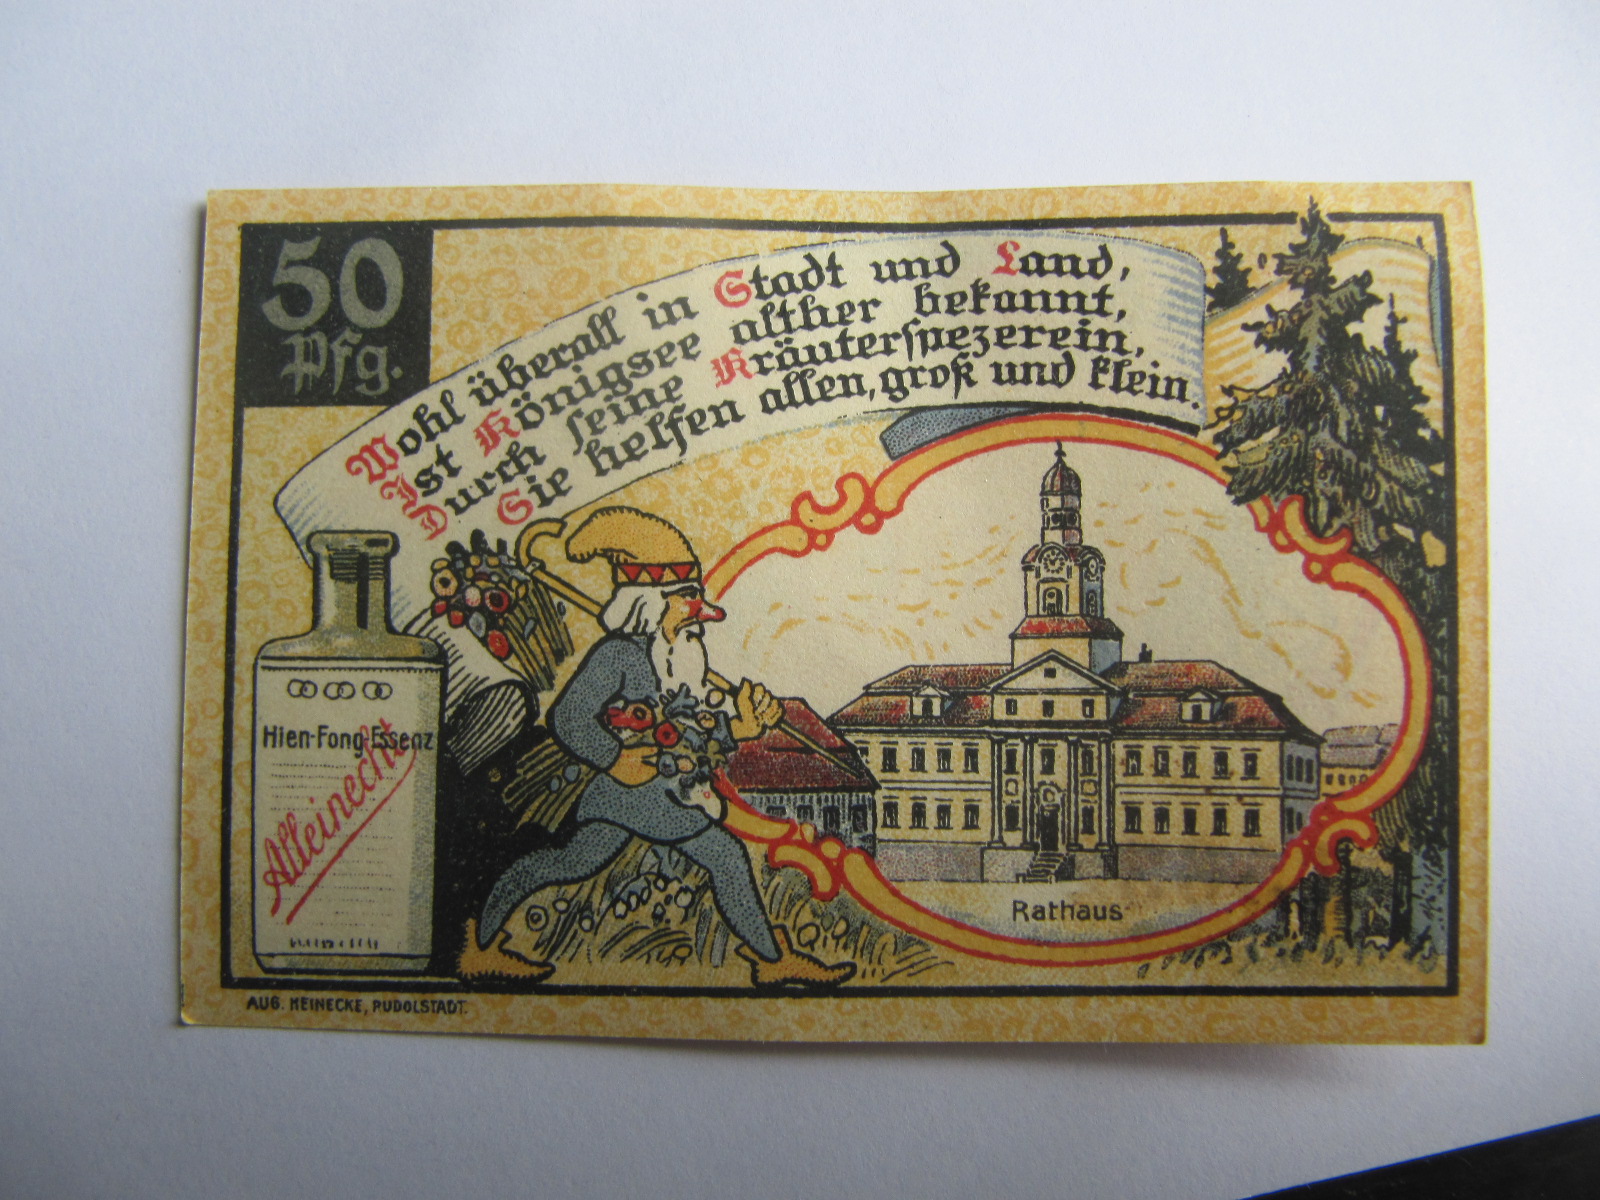 50
Pfg.
Wohl überall in Stadt und Land,
Ist Königsee alther bekannt,
Durch seine Kräuterspezerein,
Sie helfen allen, groß und klein.
Hien-Fong-Essenz
Alleinecht
Rathaus
AUG. HEINECKE, RUDOLSTADT.